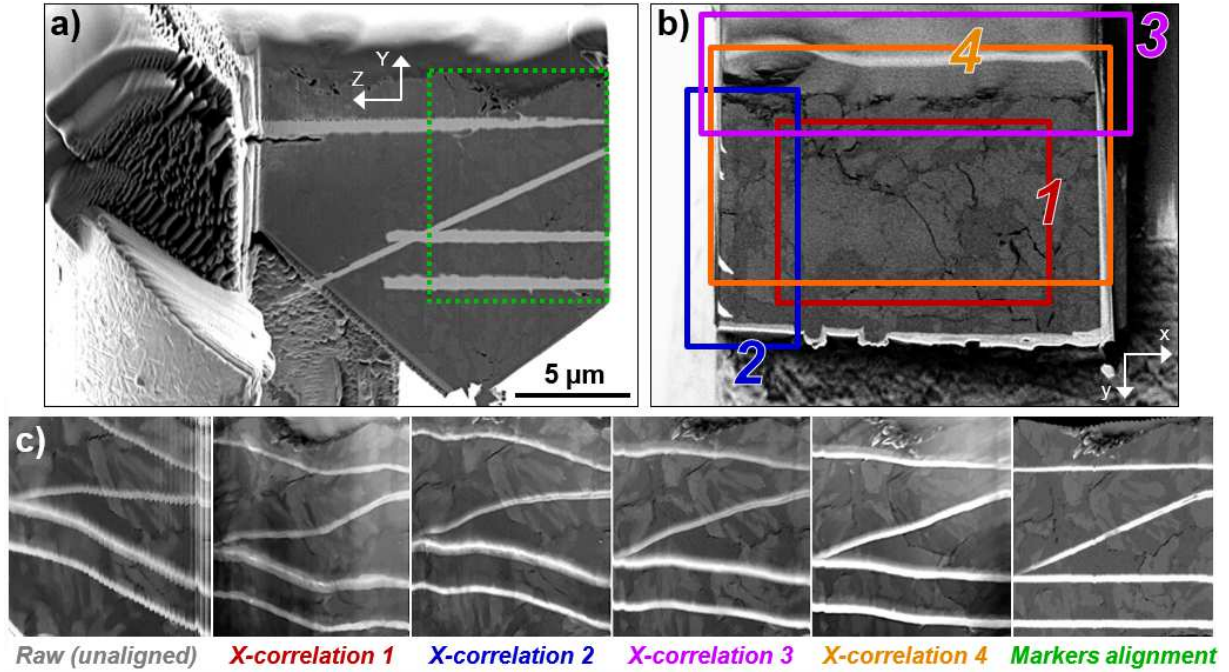 a)
Y
Z
5 µm
b)
1
2
3
4
x
y
c)
Raw (unaligned)
X-correlation 1
X-correlation 2
X-correlation 3
X-correlation 4
Markers alignment